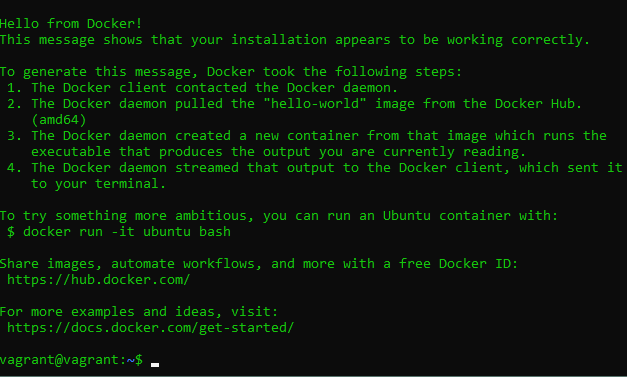 Hello from Docker!
This message shows that your installation appears to be working correctly.
To generate this message, Docker took the following steps:
1. The Docker client contacted the Docker daemon.
2. The Docker daemon pulled the "hello-world" image from the Docker Hub.
(amd64)
3. The Docker daemon created a new container from that image which runs the
executable that produces the output you are currently reading.
4. The Docker daemon streamed that output to the Docker client, which sent it
to your terminal.
To try something more ambitious, you can run an Ubuntu container with:
$ docker run -it ubuntu bash
Share images, automate workflows, and more with a free Docker ID:
https://hub.docker.com/
For more examples and ideas, visit:
https://docs.docker.com/get-started/
vagrant@vagrant:~$